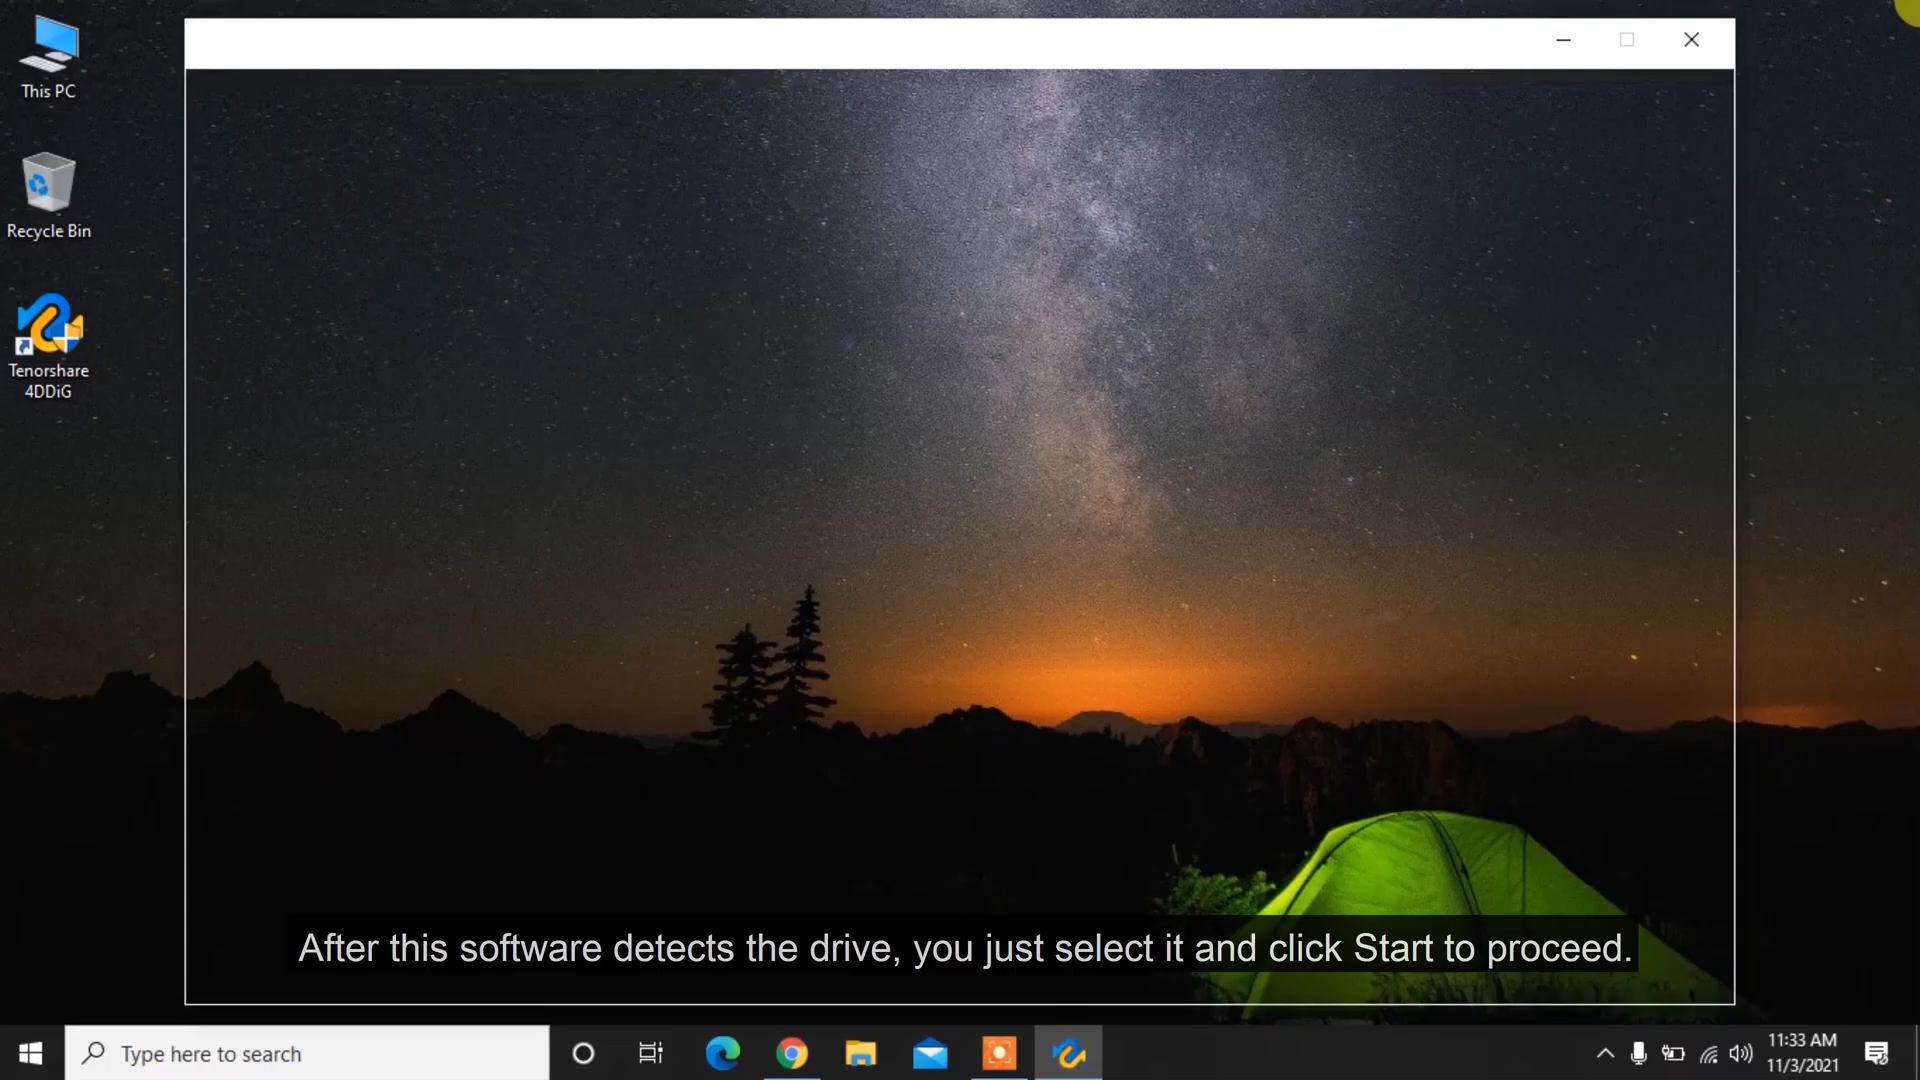 This PC
Recycle Bin
Tenorshare
4DDiG
After this software detects the drive, you just select it and click Start to proceed.
Type here to search
11:33 AM
11/3/2021